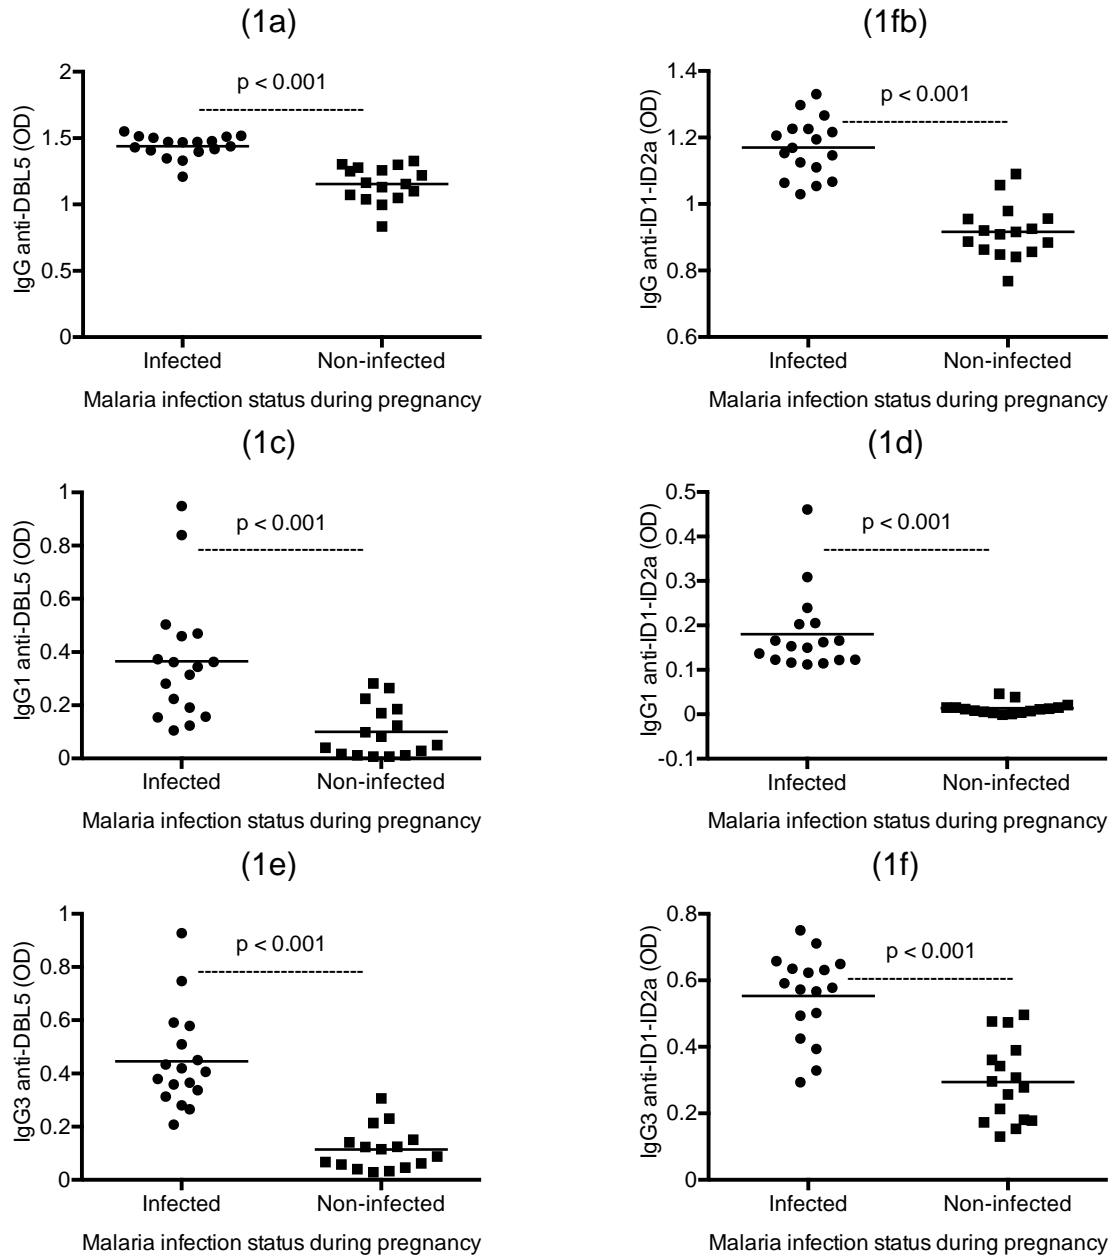 (1a)
IgG anti-DBL5 (OD)
2
1.5
1
0.5
0
p < 0.001
Infected
Non-infected
Malaria infection status during pregnancy
(1fb)
IgG anti-ID1-ID2a (OD)
1.4
1.2
1.0
0.8
0.6
p < 0.001
Infected
Non-infected
Malaria infection status during pregnancy
(1c)
IgG1 anti-DBL5 (OD)
1
0.8
0.6
0.4
0.2
0
p < 0.001
Infected
Non-infected
Malaria infection status during pregnancy
(1d)
IgG1 anti-ID1-ID2a (OD)
0.5
0.4
0.3
0.2
0.1
0
-0.1
p < 0.001
Infected
Non-infected
Malaria infection status during pregnancy
(1e)
IgG3 anti-DBL5 (OD)
1
0.8
0.6
0.4
0.2
0
p < 0.001
Infected
Non-infected
Malaria infection status during pregnancy
(1f)
IgG3 anti-ID1-ID2a (OD)
0.8
0.6
0.4
0.2
0
p < 0.001
Infected
Non-infected
Malaria infection status during pregnancy